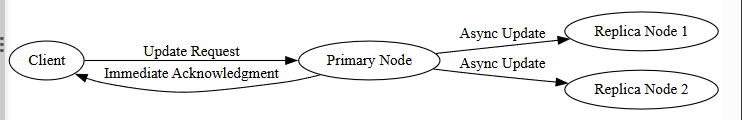 Client
Update Request
Immediate Acknowledgment
Primary Node
Async Update
Async Update
Replica Node 1
Replica Node 2